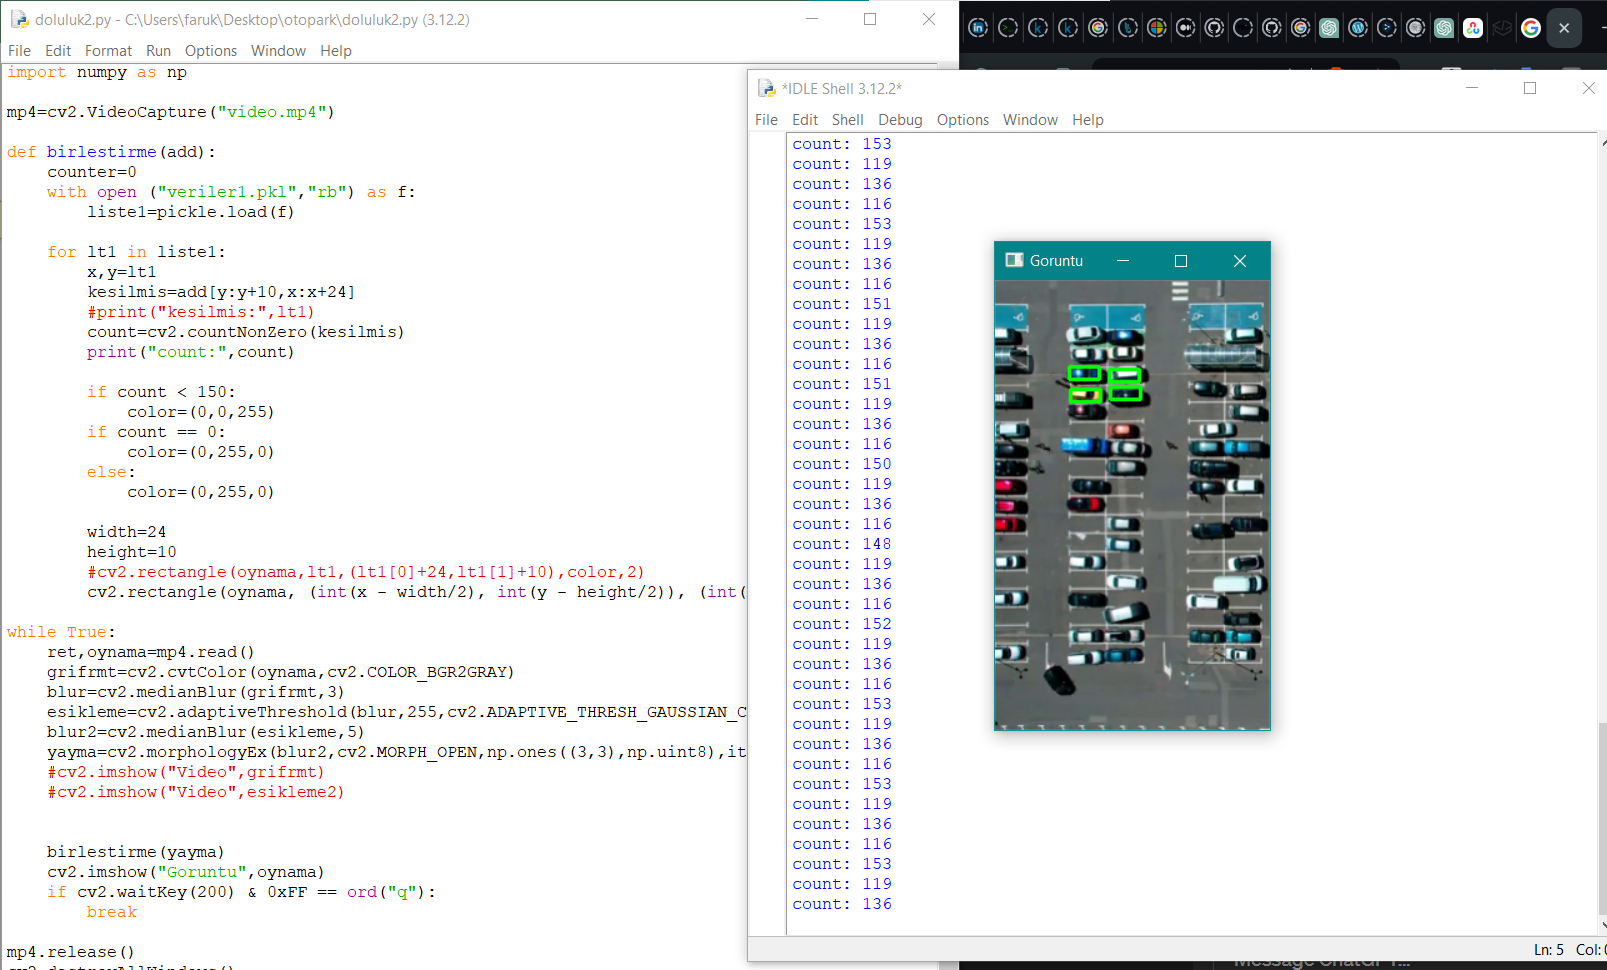 doluluk2.py - C:\Users\faruk\Desktop\otopark\doluluk2.py (3.12.2)
File Edit Format Run Options Window Help
import numpy as np
mp4=cv2.VideoCapture("video.mp4")
def birlestirme(add):
counter=0
with open ("veriler1.pkl","rb") as f:
liste1=pickle.load(f)
for lt1 in liste1:
x,y=lt1
kesilmis=add[y:y+10,x:x+24]
#print("kesilmis:",lt1)
count=cv2.countNonZero(kesilmis)
print("count:",count)
if count < 150:
color=(0,0,255)
if count == 0:
color=(0,255,0)
else:
color=(0,255,0)
width=24
height=10
#cv2.rectangle(oynama,lt1,(lt1[0]+24,lt1[1]+10),color,2)
cv2.rectangle(oynama, (int(x - width/2), int(y - height/2)), (int(
while True:
ret,oynama=mp4.read()
grifrmt=cv2.cvtColor(oynama,cv2.COLOR_BGR2GRAY)
blur=cv2.medianBlur(grifrmt,3)
esikleme=cv2.adaptiveThreshold(blur,255,cv2.ADAPTIVE_THRESH_GAUSSIAN_C
blur2=cv2.medianBlur(esikleme,5)
yayma=cv2.morphologyEx(blur2,cv2.MORPH_OPEN,np.ones((3,3),np.uint8),it
#cv2.imshow("Video",grifrmt)
#cv2.imshow("Video",esikleme2)
birlestirme(yayma)
cv2.imshow("Goruntu",oynama)
if cv2.waitKey(200) & 0xFF == ord("q"):
break
mp4.release()
cv2.destroyAllWindows()
*IDLE Shell 3.12.2*
File Edit Shell Debug Options Window Help
count: 153
count: 119
count: 136
count: 116
count: 153
count: 119
count: 136
count: 116
count: 151
count: 119
count: 136
count: 116
count: 151
count: 119
count: 136
count: 116
count: 150
count: 119
count: 136
count: 116
count: 148
count: 119
count: 136
count: 116
count: 152
count: 119
count: 136
count: 116
count: 153
count: 119
count: 136
count: 116
count: 153
count: 119
count: 136
count: 116
count: 153
count: 119
count: 136
Goruntu
Ln: 5 Col:
Message ChatGPT...